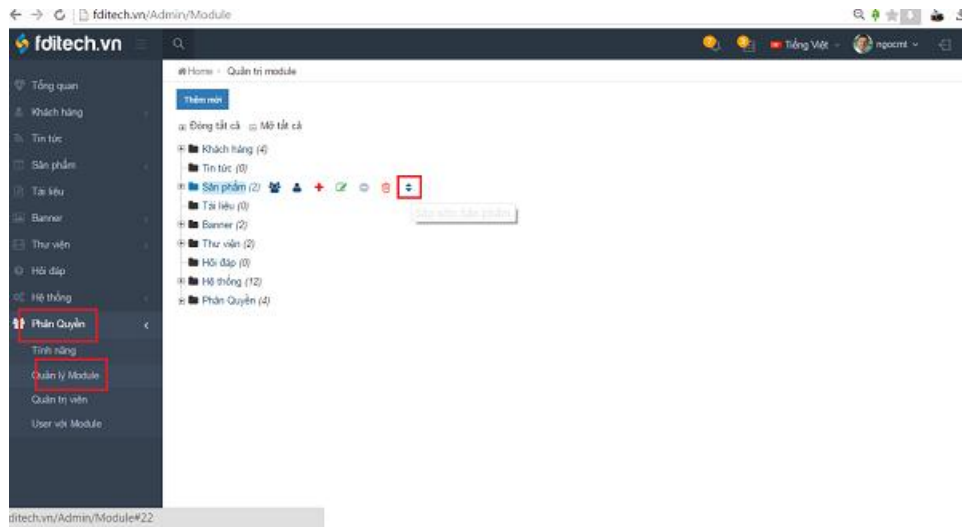 fditech.vn/Admin/Module
fditech.vn
Tiếng Việt
ngocmt
Home
Quản trị module
Thêm mới
Đóng tất cả
Mở tất cả
Khách hàng (4)
Tin tức (0)
Sản phẩm (2)
Tài liệu (0)
Banner (2)
Thư viện (2)
Hỏi đáp (0)
Hệ thống (12)
Phân Quyền (4)
Tổng quan
Khách hàng
Tin tức
Sản phẩm
Tài liệu
Banner
Thư viện
Hỏi đáp
Hệ thống
Phân Quyền
Tính năng
Quản lý Module
Quản trị viên
User với Module
ditech.vn/Admin/Module#22